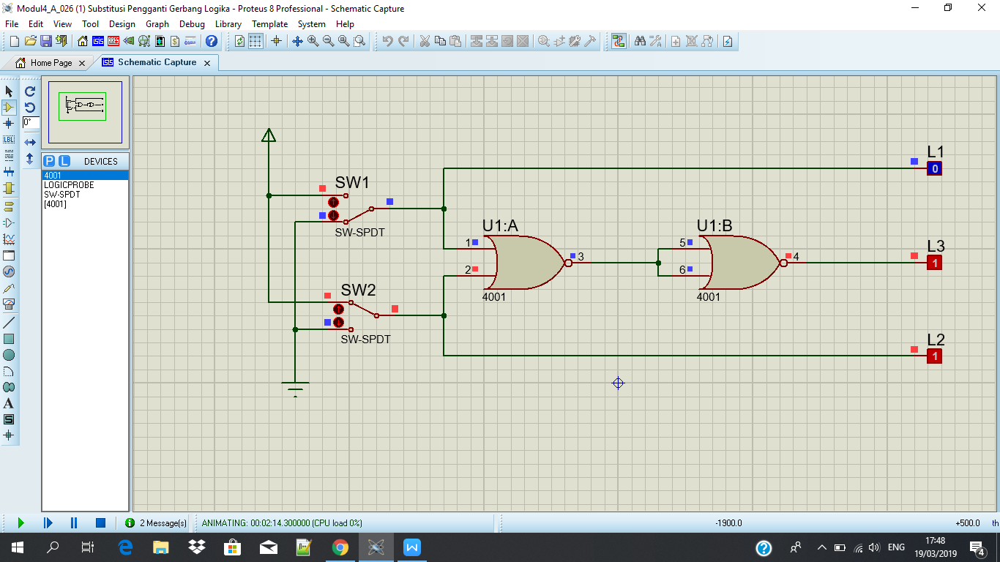 Modul4_A_026 (1) Substitusi Pengganti Gerbang Logika - Proteus 8 Professional - Schematic Capture
File Edit View Tool Design Graph Debug Library Template System Help
Home Page Schematic Capture
0°
LBL
P L DEVICES
4001
LOGICPROBE
SW-SPDT
[4001]
A
S
SW1
SW-SPDT
SW2
SW-SPDT
U1:A
1
2
3
4001
U1:B
5
6
4
4001
L1
0
L3
1
L2
1
2 Message(s) ANIMATING: 00:02:14.300000 (CPU load 0%) -1900.0 +500.0 th
ENG 17:48
19/03/2019 4